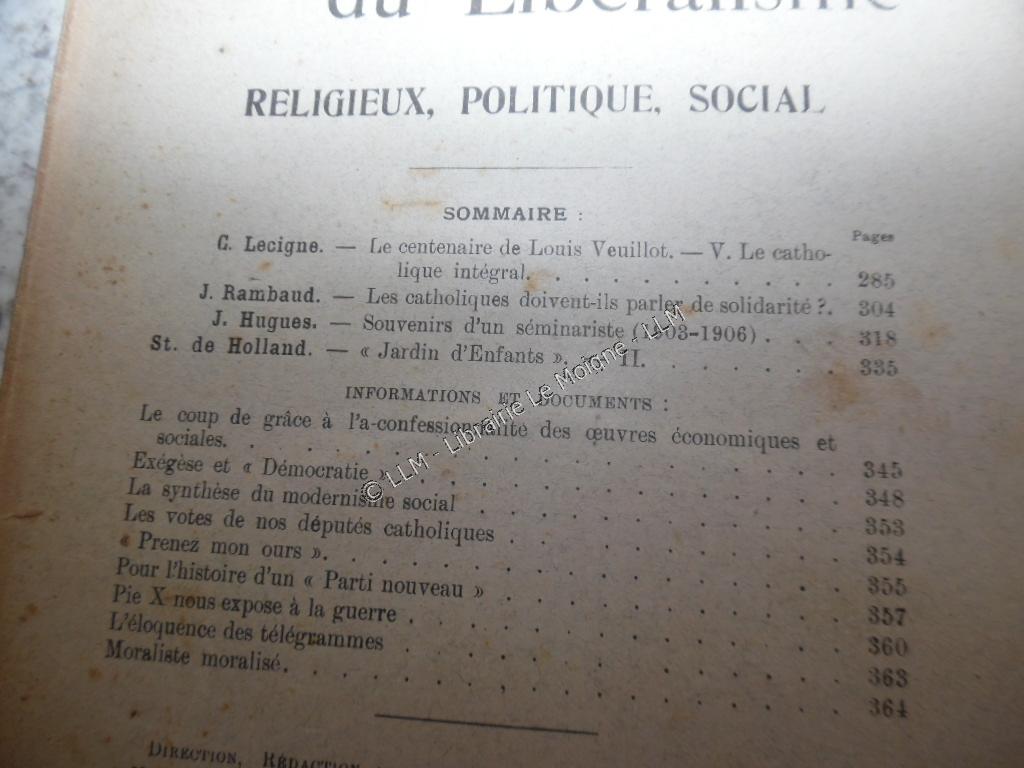 du Libéralisme
RELIGIEUX, POLITIQUE, SOCIAL
SOMMAIRE :
Pages
C. Lecigne. — Le centenaire de Louis Veuillot. — V. Le catho-
lique intégral. . . . . . . . . . . 285
J. Rambaud. — Les catholiques doivent-ils parler de solidarité ?. 304
J. Hugues. — Souvenirs d'un séminariste (1903-1906) . . . 318
St. de Holland. — « Jardin d'Enfants ». — II. . . . . . . . 335
INFORMATIONS ET DOCUMENTS :
Le coup de grâce à l'a-confessionnalité des œuvres économiques et
sociales. . . . . . . . . . . . . 345
Exégèse et « Démocratie » . . . . . . . . . . 348
La synthèse du modernisme social . . . . . . . . . 353
Les votes de nos députés catholiques . . . . . . . . . 354
« Prenez mon ours ». . . . . . . . . . . . . 355
Pour l'histoire d'un « Parti nouveau » . . . . . . . . . 357
Pie X nous expose à la guerre . . . . . . . . . . . 360
L'éloquence des télégrammes . . . . . . . . . . . 363
Moraliste moralisé. . . . . . . . . . . . . . 364
DIRECTION, RÉDACTION
© LLM - Librairie Le Moigne - LLM